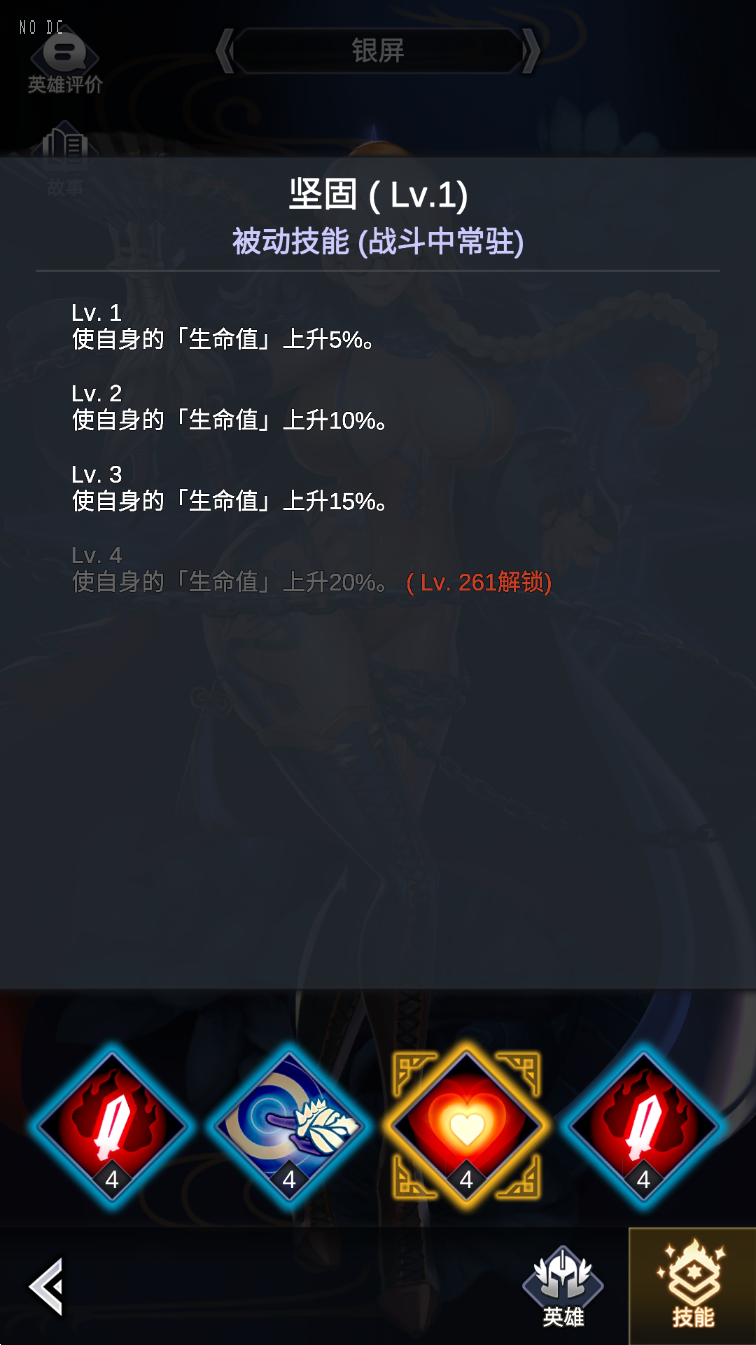 NO DC
银屏
英雄评价
故事
坚固 ( Lv.1)
被动技能 (战斗中常驻)
Lv. 1
使自身的「生命值」上升5%。
Lv. 2
使自身的「生命值」上升10%。
Lv. 3
使自身的「生命值」上升15%。
Lv. 4
使自身的「生命值」上升20%。 ( Lv. 261解锁)
4
4
4
4
英雄
技能